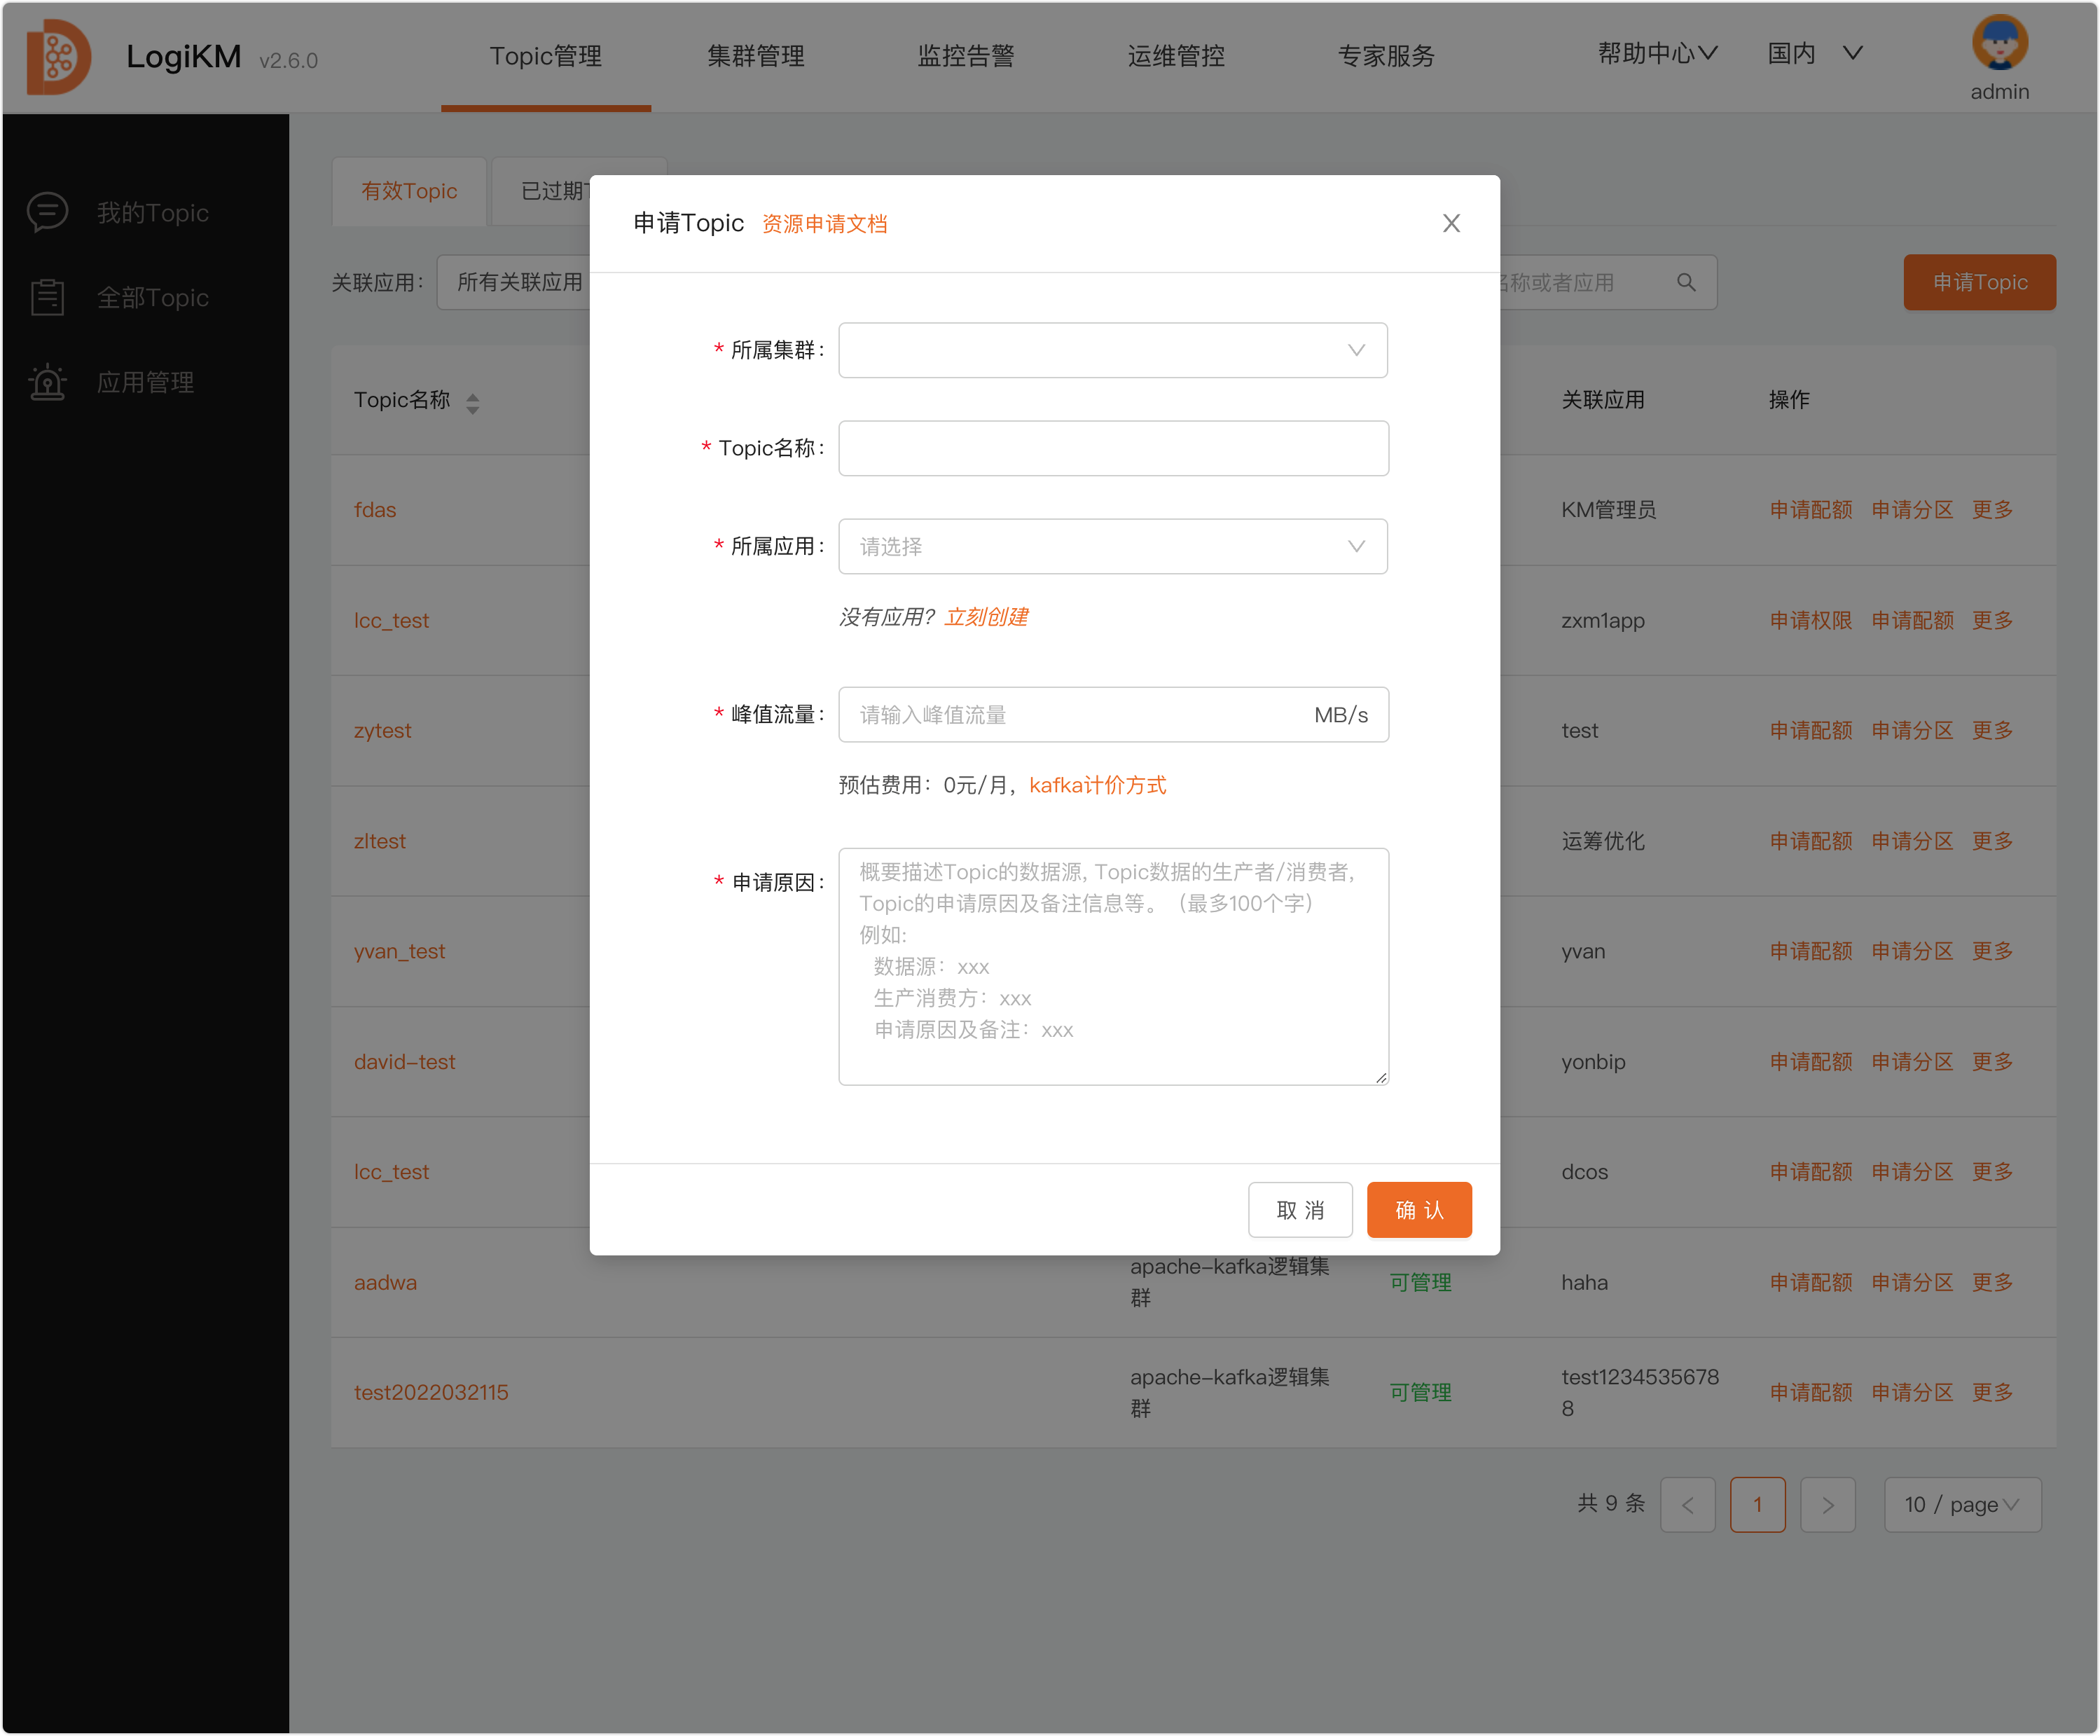 LogiKM v2.6.0
Topic管理
集群管理
监控告警
运维管控
专家服务
帮助中心
国内
admin
我的Topic
全部Topic
应用管理
有效Topic
已过期
关联应用：
所有关联应用
名称或者应用
申请Topic
Topic名称
关联应用
操作
fdas
KM管理员
申请配额 申请分区 更多
lcc_test
zxm1app
申请权限 申请配额 更多
zytest
test
申请配额 申请分区 更多
zltest
运筹优化
申请配额 申请分区 更多
yvan_test
yvan
申请配额 申请分区 更多
david-test
yonbip
申请配额 申请分区 更多
lcc_test
dcos
申请配额 申请分区 更多
aadwa
apache-kafka逻辑集
群
可管理
haha
申请配额 申请分区 更多
test2022032115
apache-kafka逻辑集
群
可管理
test1234535678
8
申请配额 申请分区 更多
共 9 条
1
10 / page
申请Topic 资源申请文档
* 所属集群：
* Topic名称：
* 所属应用：
请选择
没有应用？立刻创建
* 峰值流量：
请输入峰值流量
MB/s
预估费用：0元/月，kafka计价方式
* 申请原因：
概要描述Topic的数据源, Topic数据的生产者/消费者,
Topic的申请原因及备注信息等。（最多100个字）
例如:
数据源：xxx
生产消费方：xxx
申请原因及备注：xxx
取 消
确 认